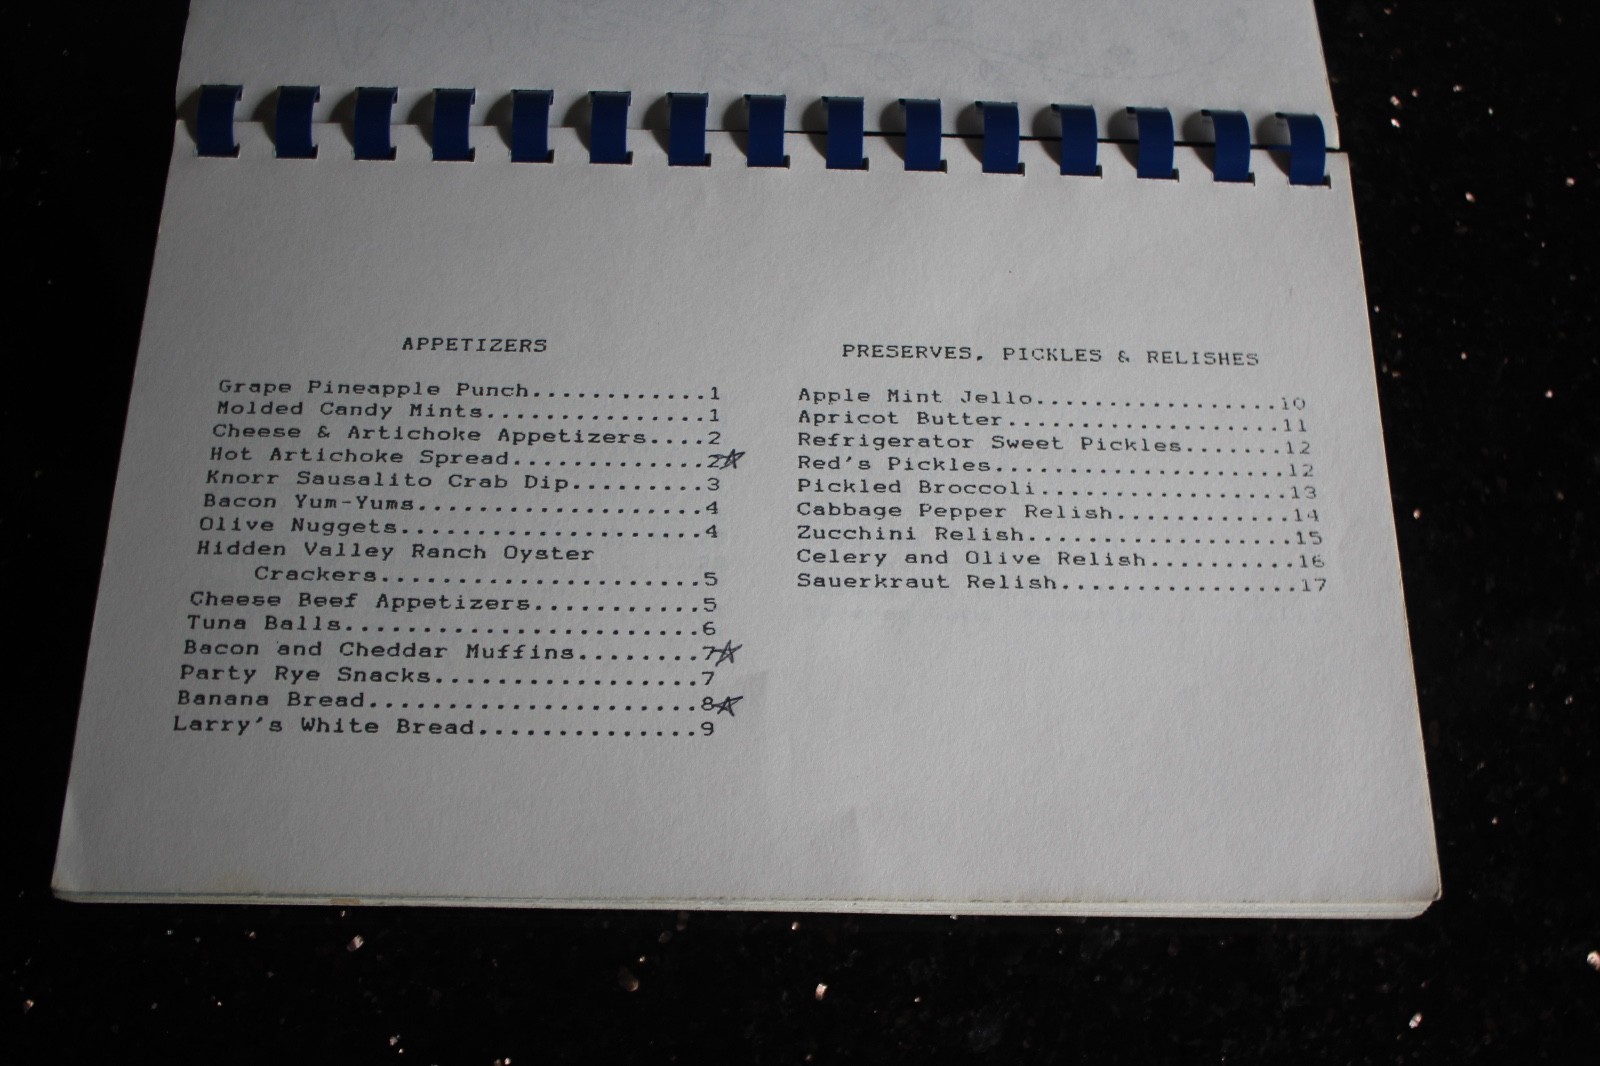 APPETIZERS
Grape Pineapple Punch............1
Molded Candy Mints..............1
Cheese & Artichoke Appetizers....2
Hot Artichoke Spread............2☆
Knorr Sausalito Crab Dip.........3
Bacon Yum-Yums..................4
Olive Nuggets...................4
Hidden Valley Ranch Oyster
Crackers....................5
Cheese Beef Appetizers...........5
Tuna Balls......................6
Bacon and Cheddar Muffins........7☆
Party Rye Snacks.................7
Banana Bread.....................8☆
Larry's White Bread..............9
PRESERVES, PICKLES & RELISHES
Apple Mint Jello................10
Apricot Butter..................11
Refrigerator Sweet Pickles.......12
Red's Pickles...................12
Pickled Broccoli................13
Cabbage Pepper Relish...........14
Zucchini Relish.................15
Celery and Olive Relish.........16
Sauerkraut Relish...............17